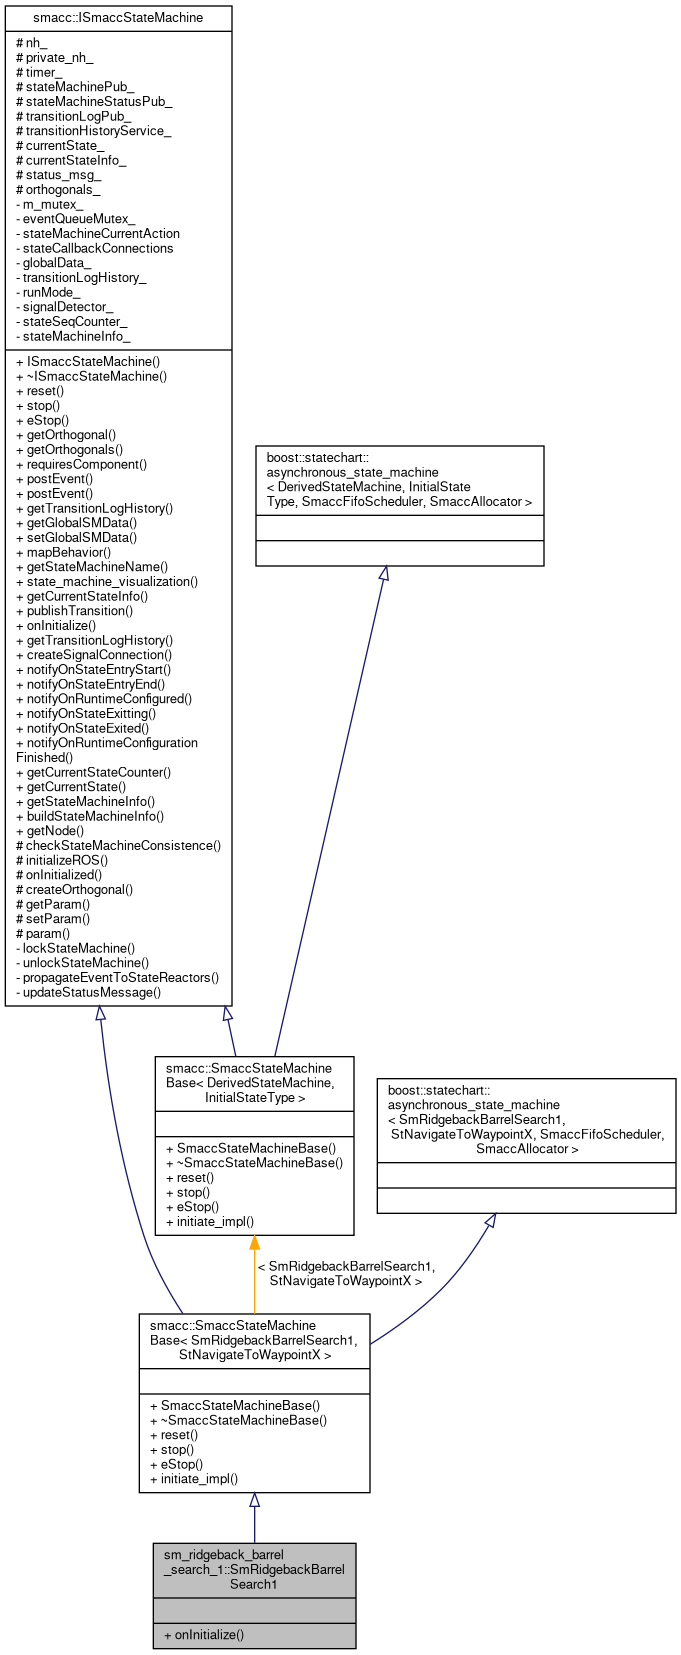 smacc::ISmaccStateMachine
# nh_
# private_nh_
# timer_
# stateMachinePub_
# stateMachineStatusPub_
# transitionLogPub_
# transitionHistoryService_
# currentState_
# currentStateInfo_
# status_msg_
# orthogonals_
- m_mutex_
- eventQueueMutex_
- stateMachineCurrentAction
- stateCallbackConnections
- globalData_
- transitionLogHistory_
- runMode_
- signalDetector_
- stateSeqCounter_
- stateMachineInfo_
+ ISmaccStateMachine()
+ ~ISmaccStateMachine()
+ reset()
+ stop()
+ eStop()
+ getOrthogonal()
+ getOrthogonals()
+ requiresComponent()
+ postEvent()
+ postEvent()
+ getTransitionLogHistory()
+ getGlobalSMData()
+ setGlobalSMData()
+ mapBehavior()
+ getStateMachineName()
+ state_machine_visualization()
+ getCurrentStateInfo()
+ publishTransition()
+ onInitialize()
+ getTransitionLogHistory()
+ createSignalConnection()
+ notifyOnStateEntryStart()
+ notifyOnStateEntryEnd()
+ notifyOnRuntimeConfigured()
+ notifyOnStateExitting()
+ notifyOnStateExited()
+ notifyOnRuntimeConfiguration
Finished()
+ getCurrentStateCounter()
+ getCurrentState()
+ getStateMachineInfo()
+ buildStateMachineInfo()
+ getNode()
# checkStateMachineConsistence()
# initializeROS()
# onInitialized()
# createOrthogonal()
# getParam()
# setParam()
# param()
- lockStateMachine()
- unlockStateMachine()
- propagateEventToStateReactors()
- updateStatusMessage()
boost::statechart::
asynchronous_state_machine
< DerivedStateMachine, InitialState
Type, SmaccFifoScheduler, SmaccAllocator >
smacc::SmaccStateMachine
Base< DerivedStateMachine,
InitialStateType >
+ SmaccStateMachineBase()
+ ~SmaccStateMachineBase()
+ reset()
+ stop()
+ eStop()
+ initiate_impl()
boost::statechart::
asynchronous_state_machine
< SmRidgebackBarrelSearch1,
StNavigateToWaypointX, SmaccFifoScheduler,
SmaccAllocator >
< SmRidgebackBarrelSearch1,
StNavigateToWaypointX >
smacc::SmaccStateMachine
Base< SmRidgebackBarrelSearch1,
StNavigateToWaypointX >
+ SmaccStateMachineBase()
+ ~SmaccStateMachineBase()
+ reset()
+ stop()
+ eStop()
+ initiate_impl()
sm_ridgeback_barrel
_search_1::SmRidgebackBarrel
Search1
+ onInitialize()